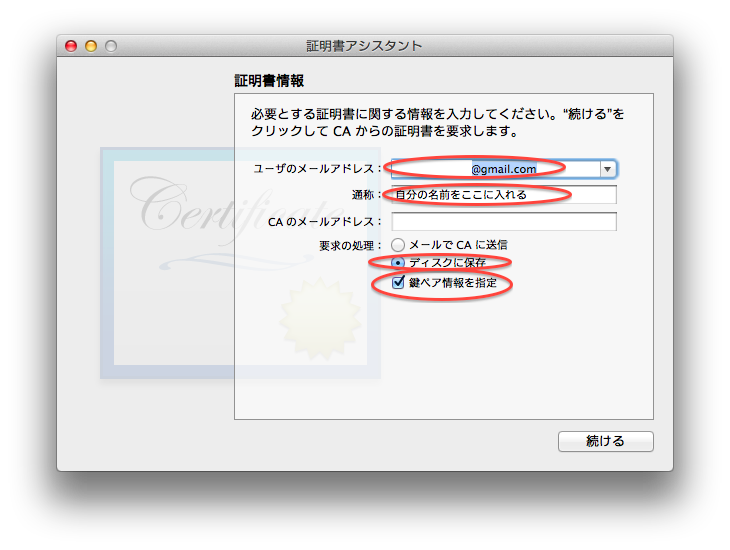 証明書アシスタント
証明書情報
必要とする証明書に関する情報を入力してください。“続ける”を
クリックして CA からの証明書を要求します。
ユーザのメールアドレス： @gmail.com
通称： 自分の名前をここに入れる
CA のメールアドレス：
要求の処理： メールで CA に送信
ディスクに保存
鍵ペア情報を指定
Certificate
続ける